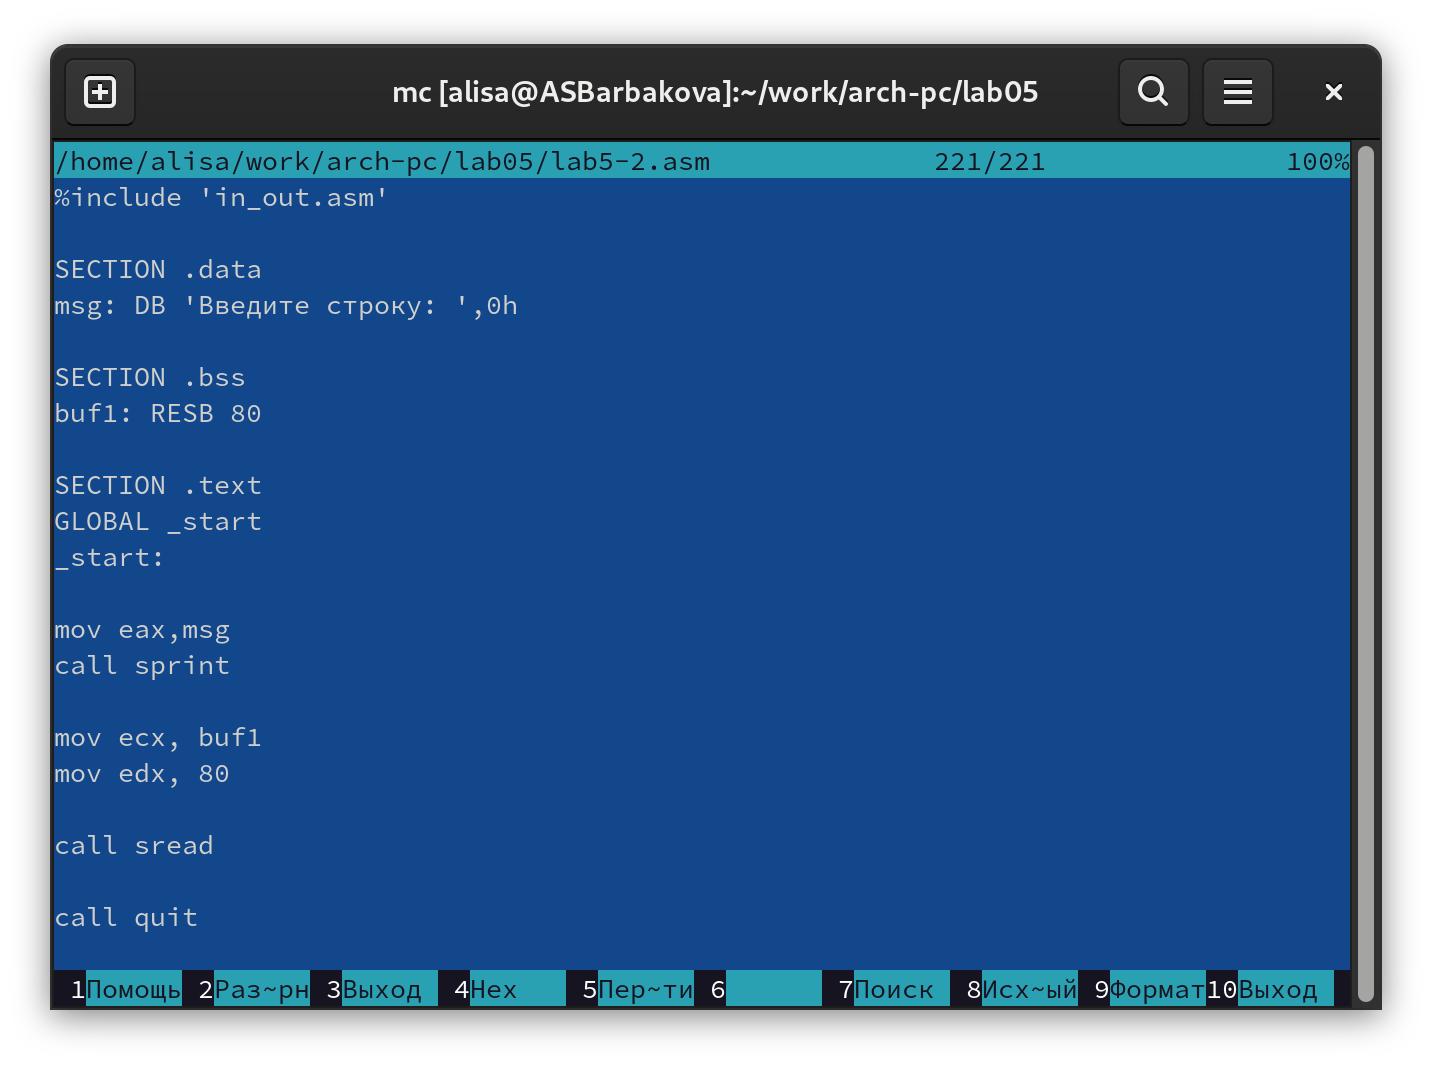 mc [alisa@ASBarbakova]:~/work/arch-pc/lab05
/home/alisa/work/arch-pc/lab05/lab5-2.asm 221/221 100%
%include 'in_out.asm'
SECTION .data
msg: DB 'Введите строку: ',0h
SECTION .bss
buf1: RESB 80
SECTION .text
GLOBAL _start
_start:
mov eax,msg
call sprint
mov ecx, buf1
mov edx, 80
call sread
call quit
1Помощь 2Раз~рн 3Выход 4Hex 5Пер~ти 6 7Поиск 8Исх~ый 9Формат10Выход